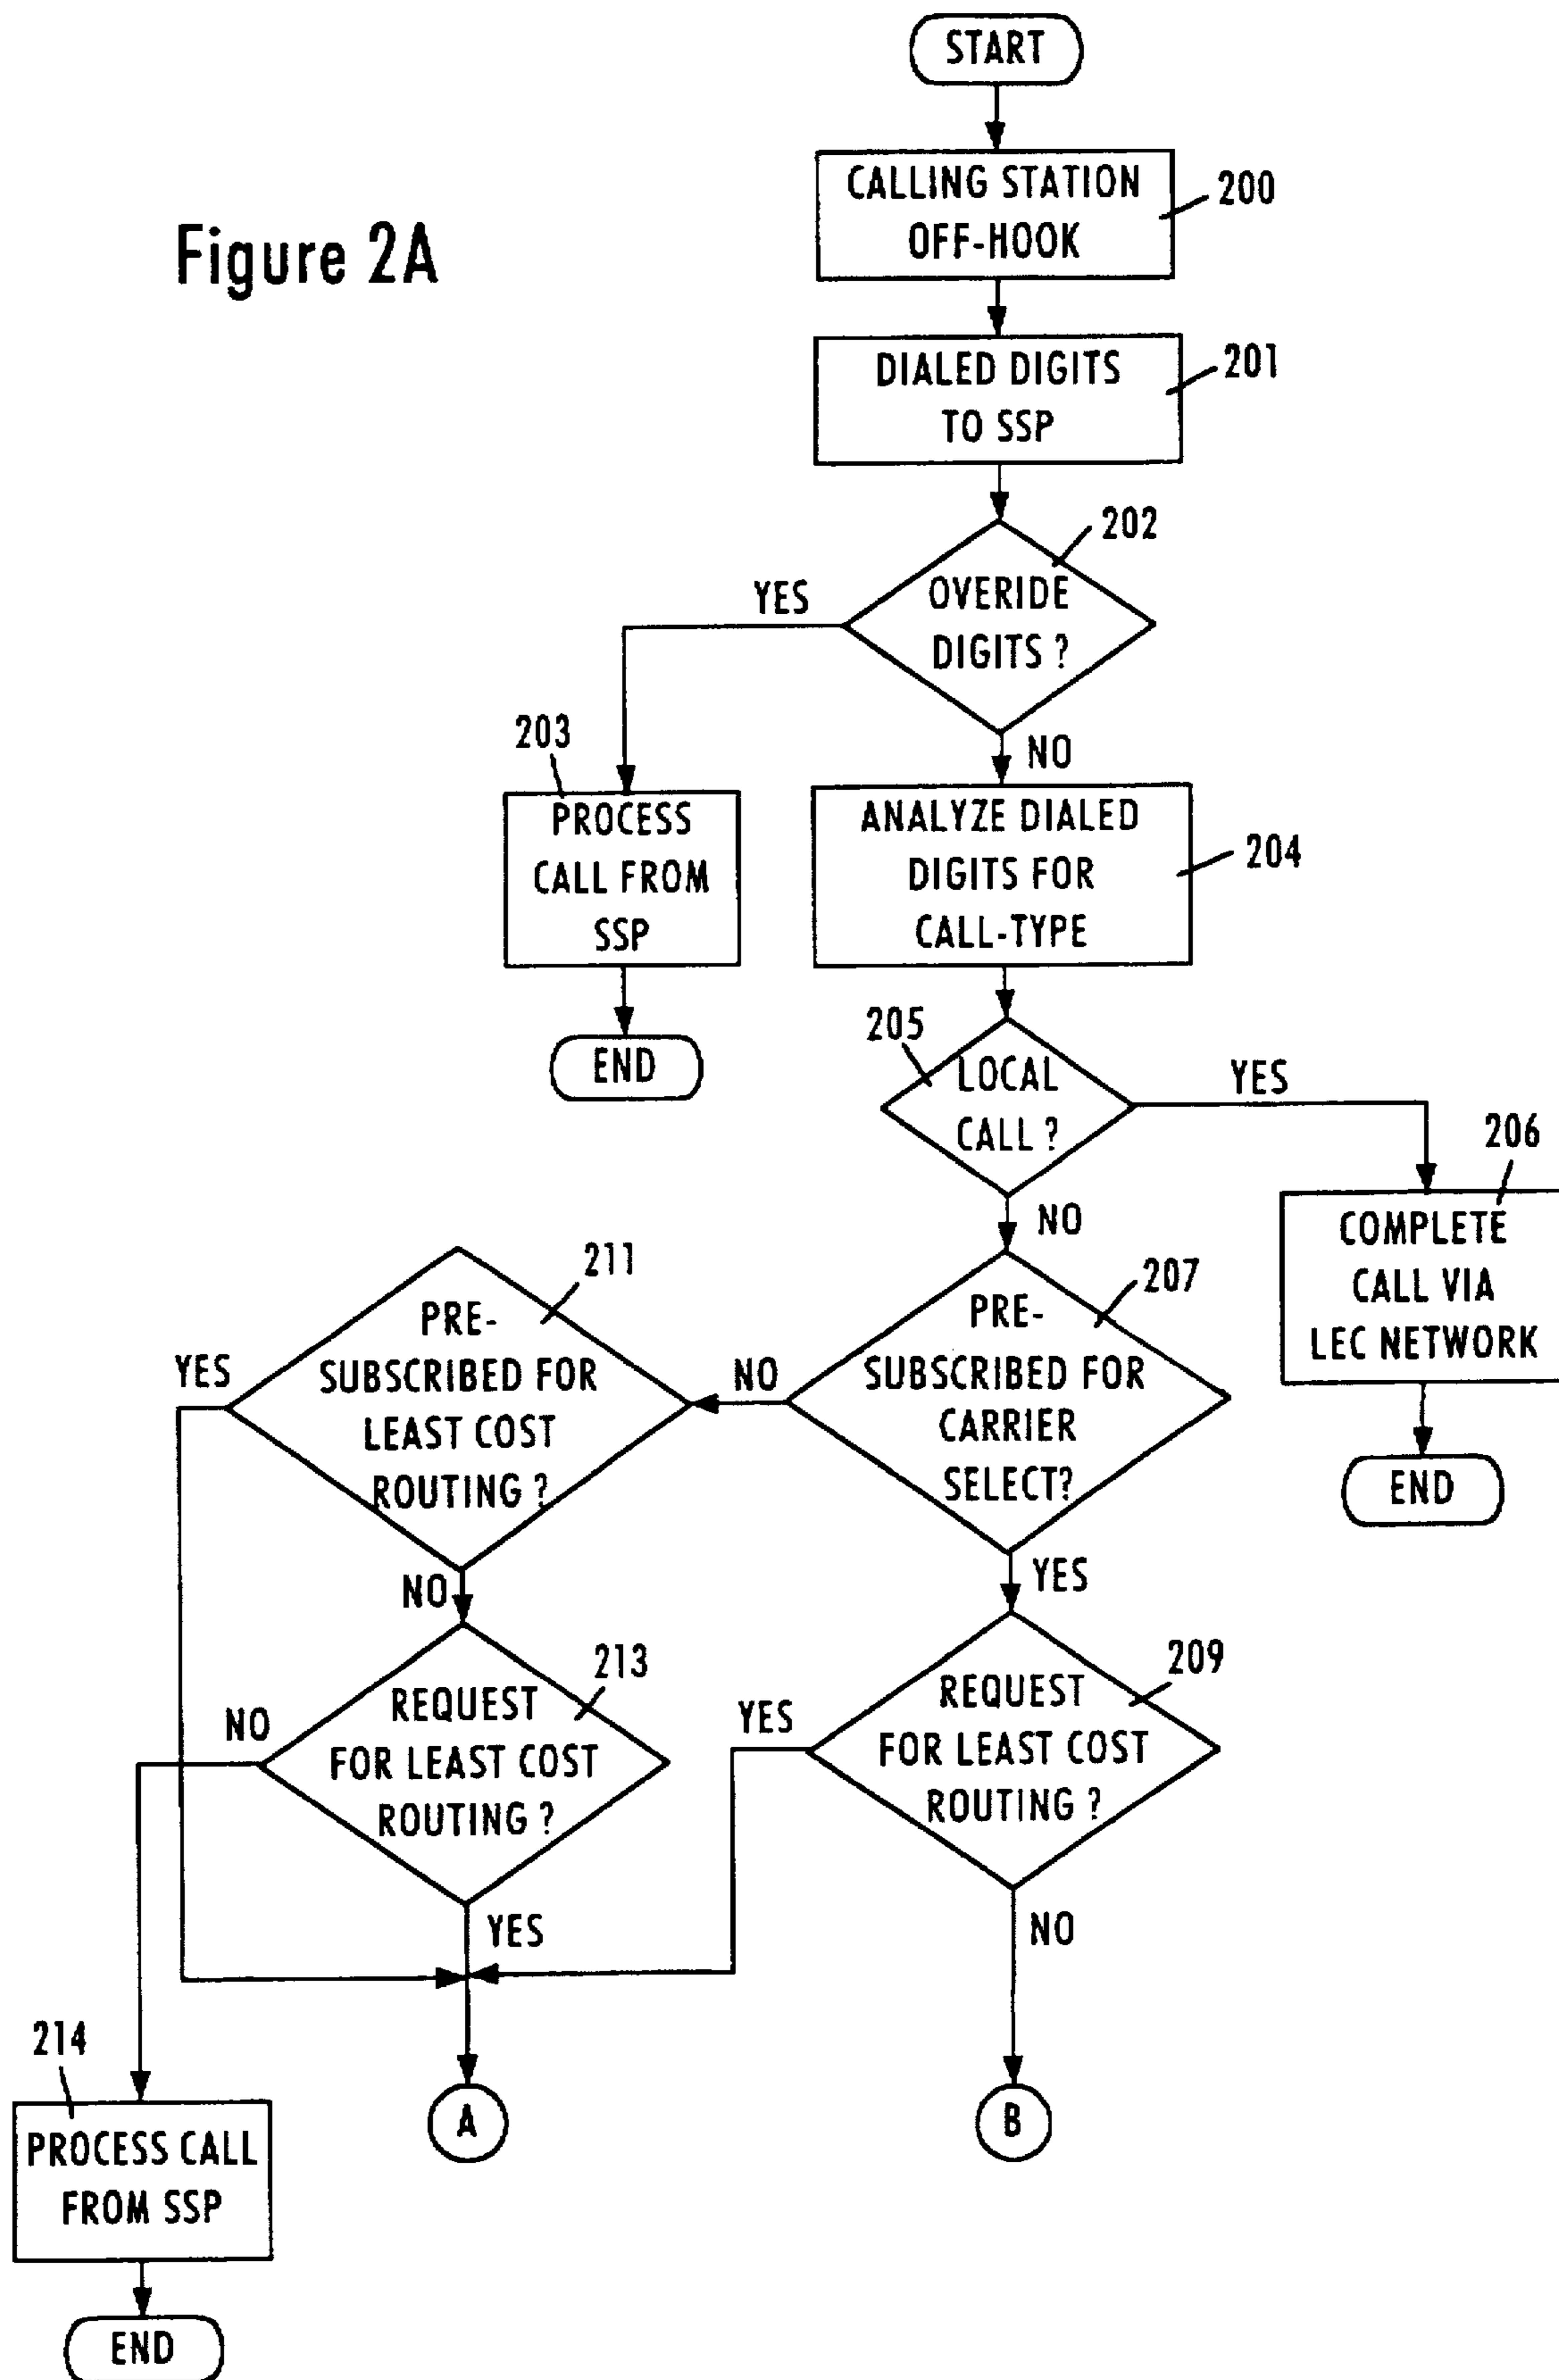 START
CALLING STATION
OFF-HOOK
200
Figure 2A
DIALED DIGITS
TO SSP
201
202
OVERIDE
DIGITS ?
YES
NO
203
PROCESS
CALL FROM
SSP
END
ANALYZE DIALED
DIGITS FOR
CALL-TYPE
204
205
LOCAL
CALL ?
YES
NO
206
COMPLETE
CALL VIA
LEC NETWORK
END
207
PRE-
SUBSCRIBED FOR
CARRIER
SELECT?
NO
YES
211
PRE-
SUBSCRIBED FOR
LEAST COST
ROUTING ?
YES
NO
213
REQUEST
FOR LEAST COST
ROUTING ?
NO
YES
209
REQUEST
FOR LEAST COST
ROUTING ?
YES
NO
214
PROCESS CALL
FROM SSP
END
A
B